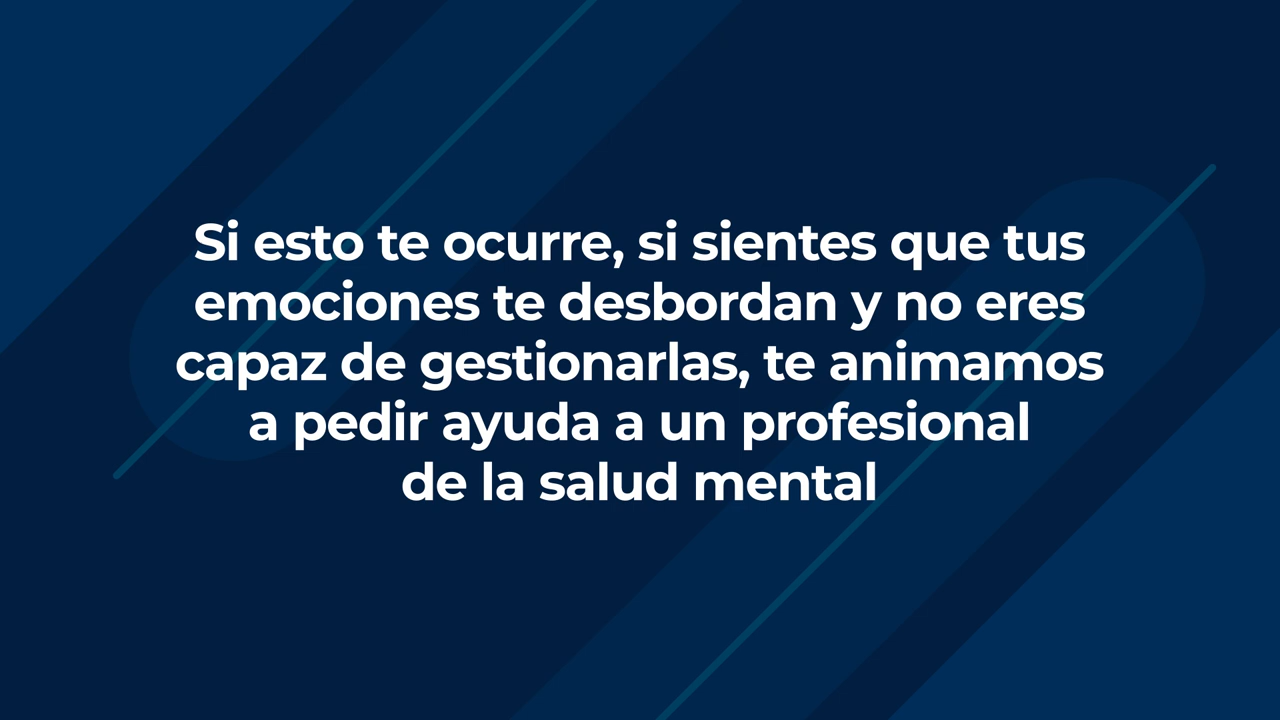 Si esto te ocurre, si sientes que tus
emociones te desbordan y no eres
capaz de gestionarlas, te animamos
a pedir ayuda a un profesional
de la salud mental